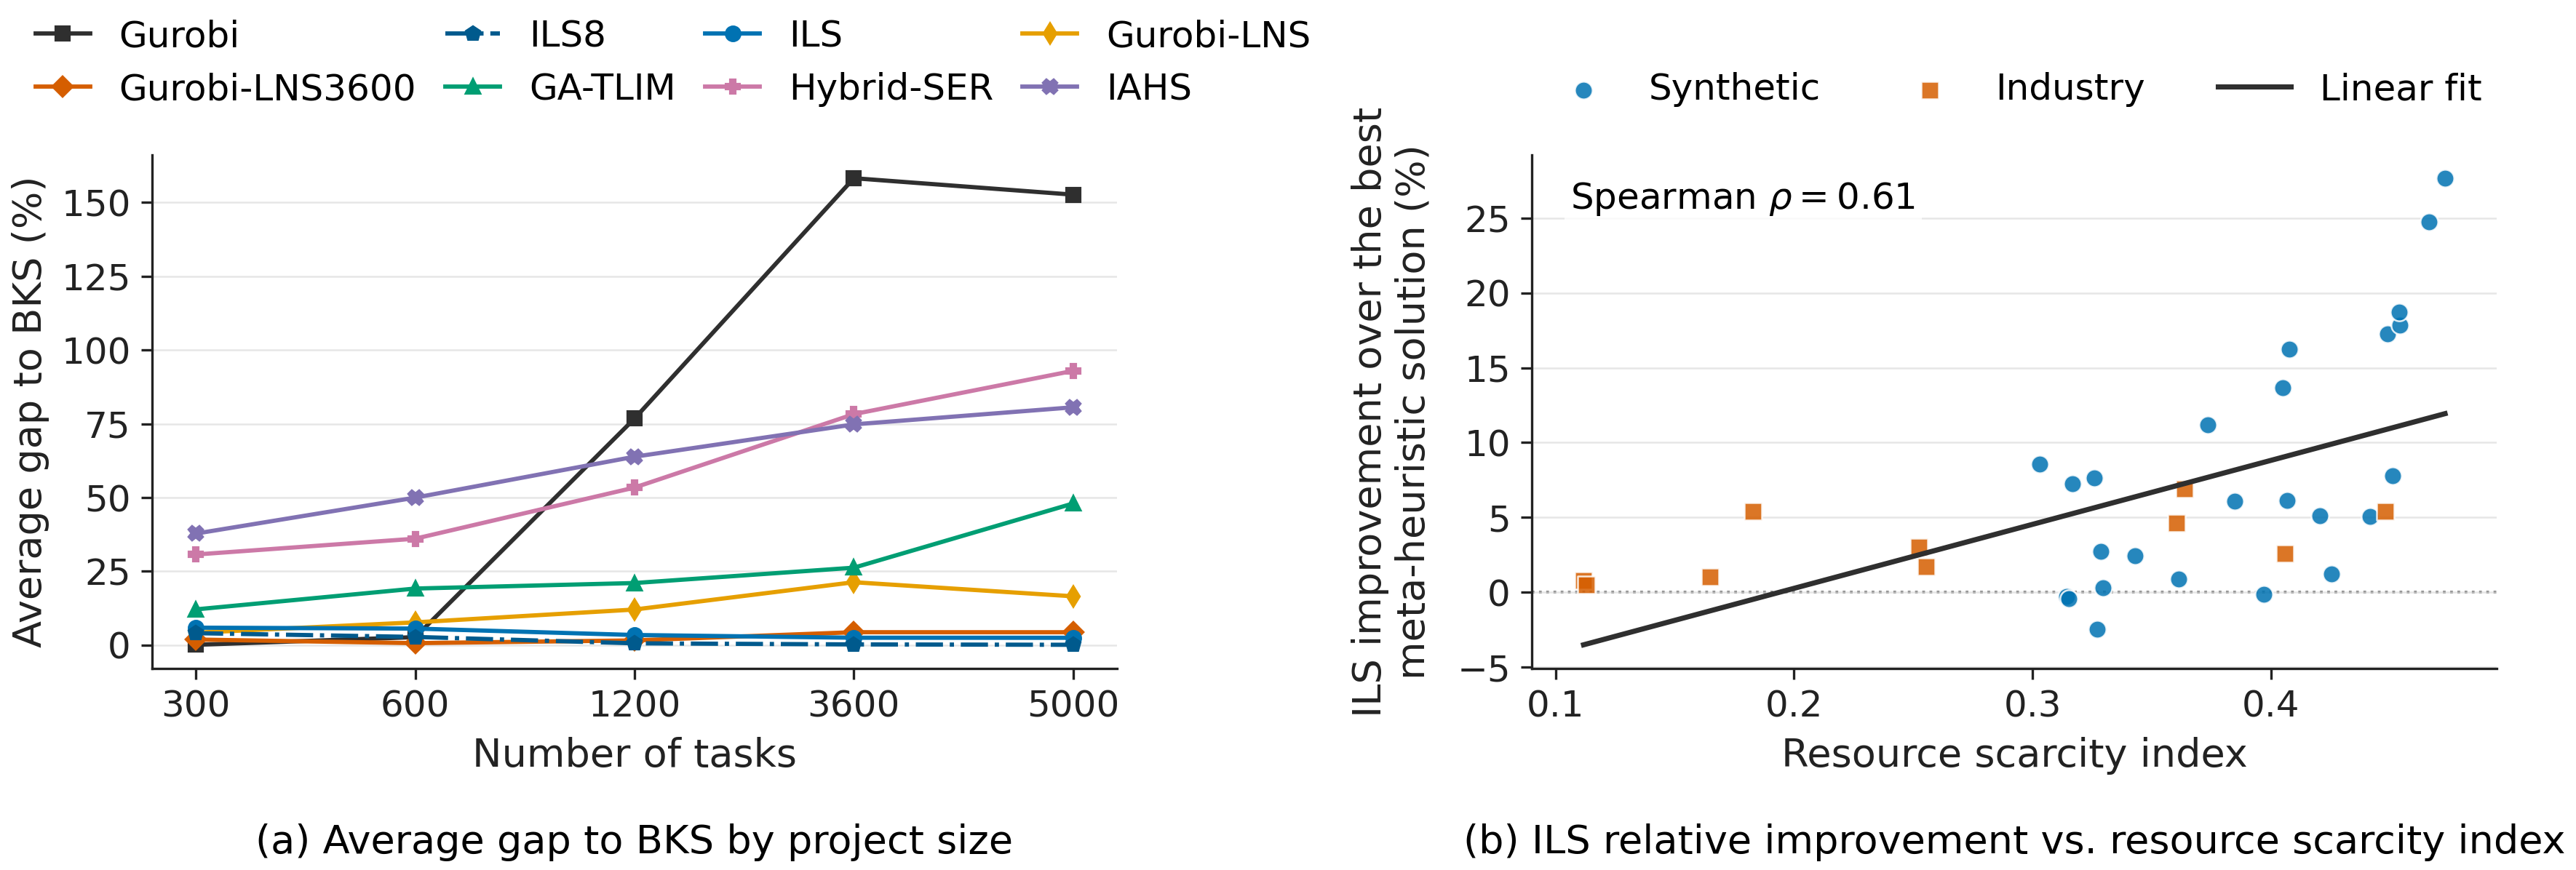 Gurobi
ILS8
ILS
Gurobi-LNS
Gurobi-LNS3600
GA-TLIM
Hybrid-SER
IAHS
Average gap to BKS (%)
150
125
100
75
50
25
0
300 600 1200 3600 5000
Number of tasks
(a) Average gap to BKS by project size
Synthetic
Industry
Linear fit
ILS improvement over the best
meta-heuristic solution (%)
Spearman ρ = 0.61
25
20
15
10
5
0
−5
0.1 0.2 0.3 0.4
Resource scarcity index
(b) ILS relative improvement vs. resource scarcity index